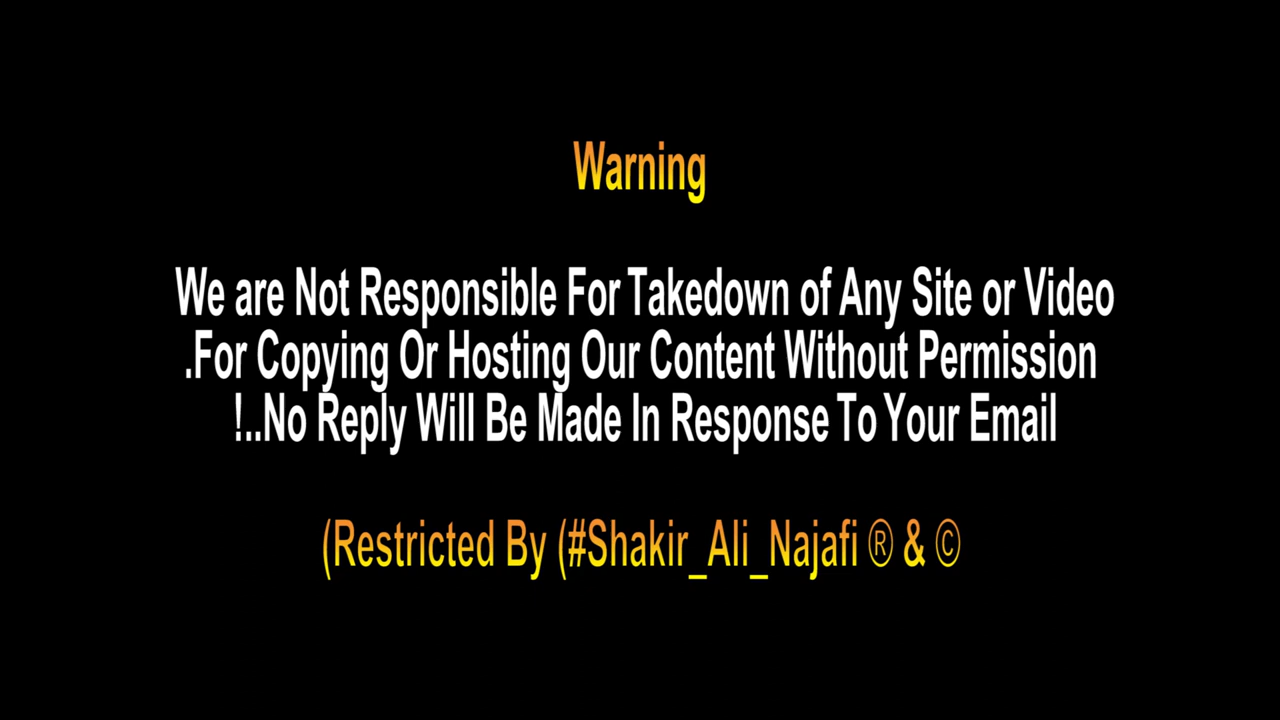 Warning
We are Not Responsible For Takedown of Any Site or Video
.For Copying Or Hosting Our Content Without Permission
!..No Reply Will Be Made In Response To Your Email
(Restricted By (#Shakir_Ali_Najafi ® & ©